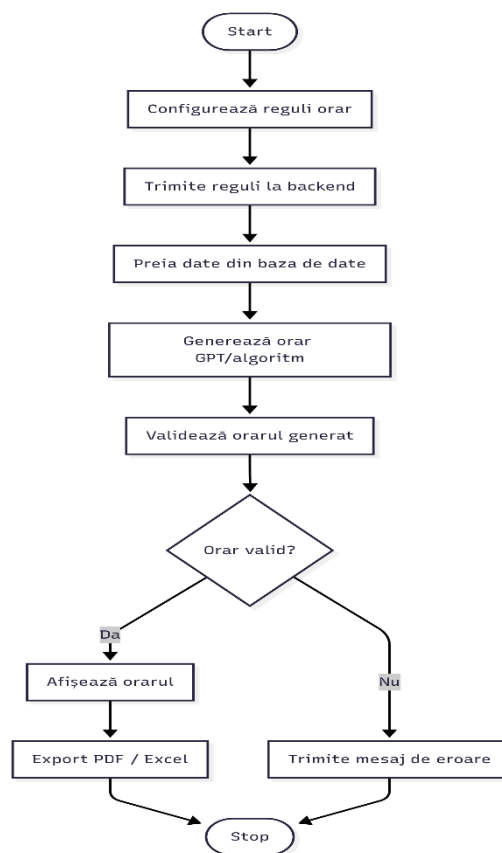 Start
Configurează reguli orar
Trimite reguli la backend
Preia date din baza de date
Generează orar
GPT/algoritm
Validează orarul generat
Orar valid?
Da
Nu
Afișează orarul
Export PDF / Excel
Trimite mesaj de eroare
Stop